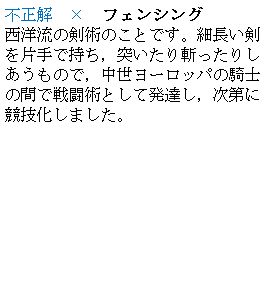 不正解　×　フェンシング
西洋流の剣術のことです。細長い剣
を片手で持ち，突いたり斬ったりし
あうもので，中世ヨーロッパの騎士
の間で戦闘術として発達し，次第に
競技化しました。